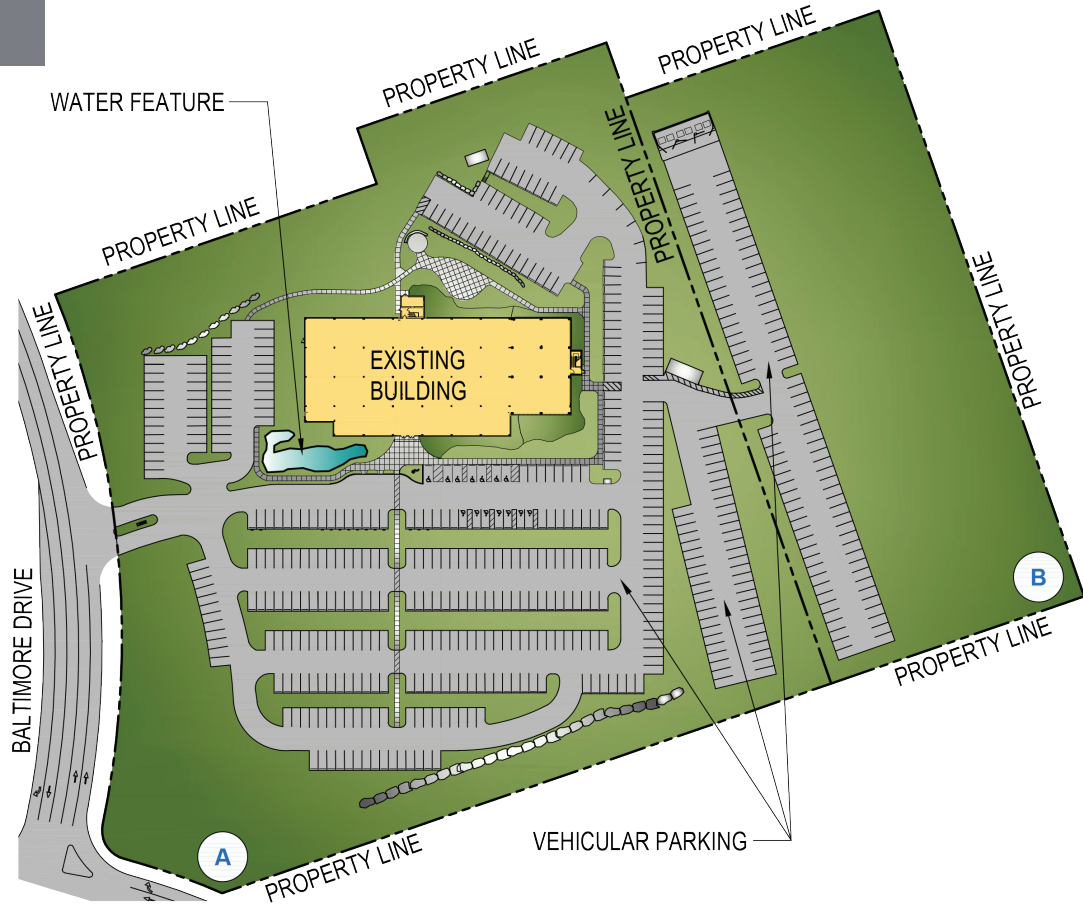 PROPERTY LINE
PROPERTY LINE
WATER FEATURE
PROPERTY LINE
PROPERTY LINE
PROPERTY LINE
PROPERTY LINE
PROPERTY LINE
EXISTING
BUILDING
BALTIMORE DRIVE
B
PROPERTY LINE
VEHICULAR PARKING
A
PROPERTY LINE